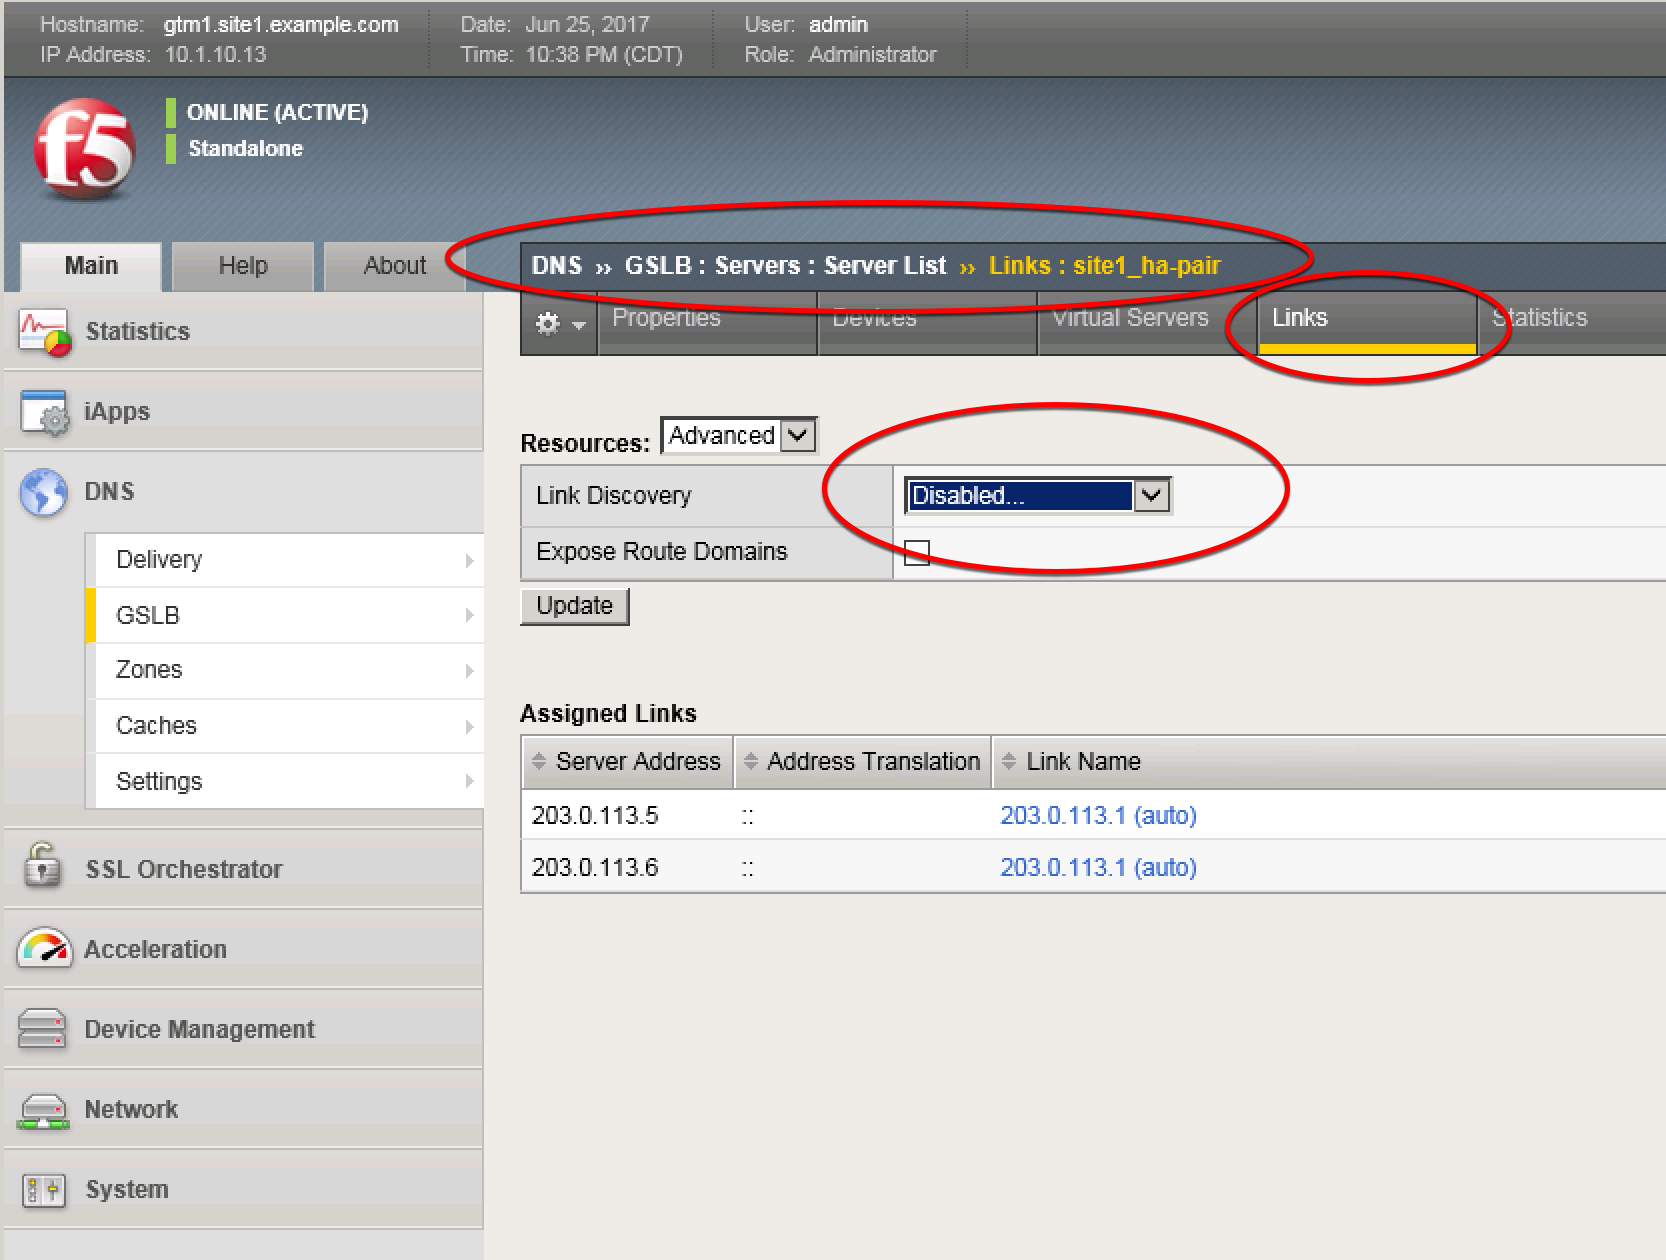 Hostname: gtm1.site1.example.com Date: Jun 25, 2017 User: admin
IP Address: 10.1.10.13 Time: 10:38 PM (CDT) Role: Administrator
f5
ONLINE (ACTIVE)
Standalone
Main Help About
DNS » GSLB : Servers : Server List » Links : site1_ha-pair
Properties Devices Virtual Servers Links Statistics
Statistics
iApps
DNS
Delivery
GSLB
Zones
Caches
Settings
SSL Orchestrator
Acceleration
Device Management
Network
System
Resources: Advanced
Link Discovery Disabled...
Expose Route Domains
Update
Assigned Links
Server Address Address Translation Link Name
203.0.113.5 :: 203.0.113.1 (auto)
203.0.113.6 :: 203.0.113.1 (auto)